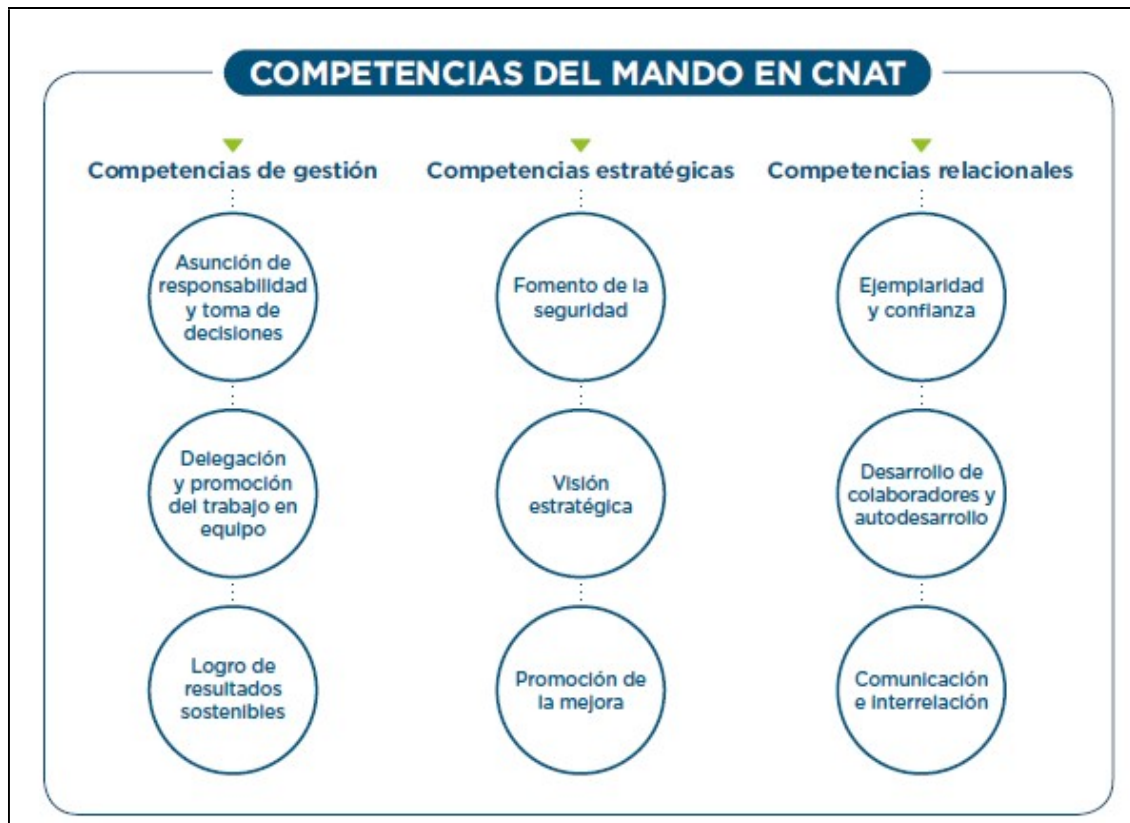 COMPETENCIAS DEL MANDO EN CNAT
Competencias de gestión
Asunción de
responsabilidad
y toma de
decisiones
Delegación
y promoción
del trabajo en
equipo
Logro de
resultados
sostenibles
Competencias estratégicas
Fomento de la
seguridad
Visión
estratégica
Promoción de
la mejora
Competencias relacionales
Ejemplaridad
y confianza
Desarrollo de
colaboradores y
autodesarrollo
Comunicación
e interrelación